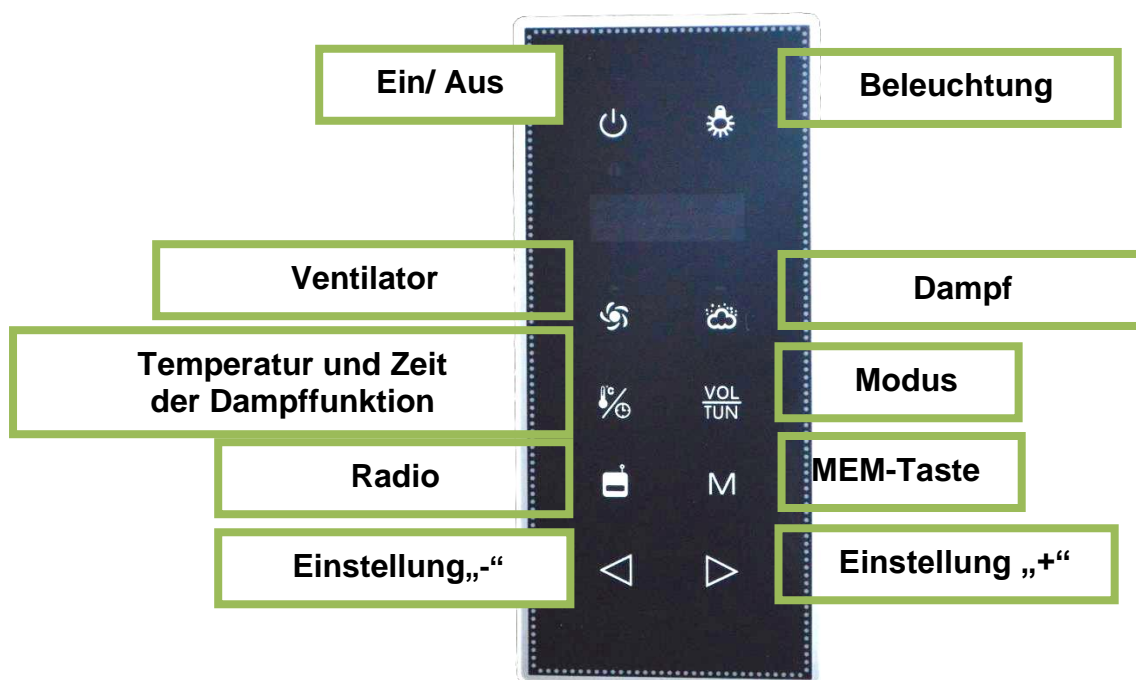 Ein/ Aus
Beleuchtung
Ventilator
Dampf
Temperatur und Zeit
der Dampffunktion
°C
VOL
TUN
Modus
Radio
M
MEM-Taste
Einstellung„-“
Einstellung „+“